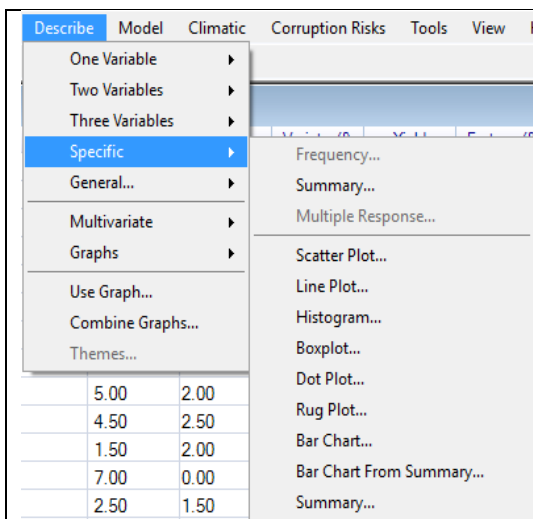 Describe Model Climatic Corruption Risks Tools View
One Variable
Two Variables
Three Variables
Specific
General...
Multivariate
Graphs
Use Graph...
Combine Graphs...
Themes...
Frequency...
Summary...
Multiple Response...
Scatter Plot...
Line Plot...
Histogram...
Boxplot...
Dot Plot...
Rug Plot...
Bar Chart...
Bar Chart From Summary...
Summary...
5.00 2.00
4.50 2.50
1.50 2.00
7.00 0.00
2.50 1.50